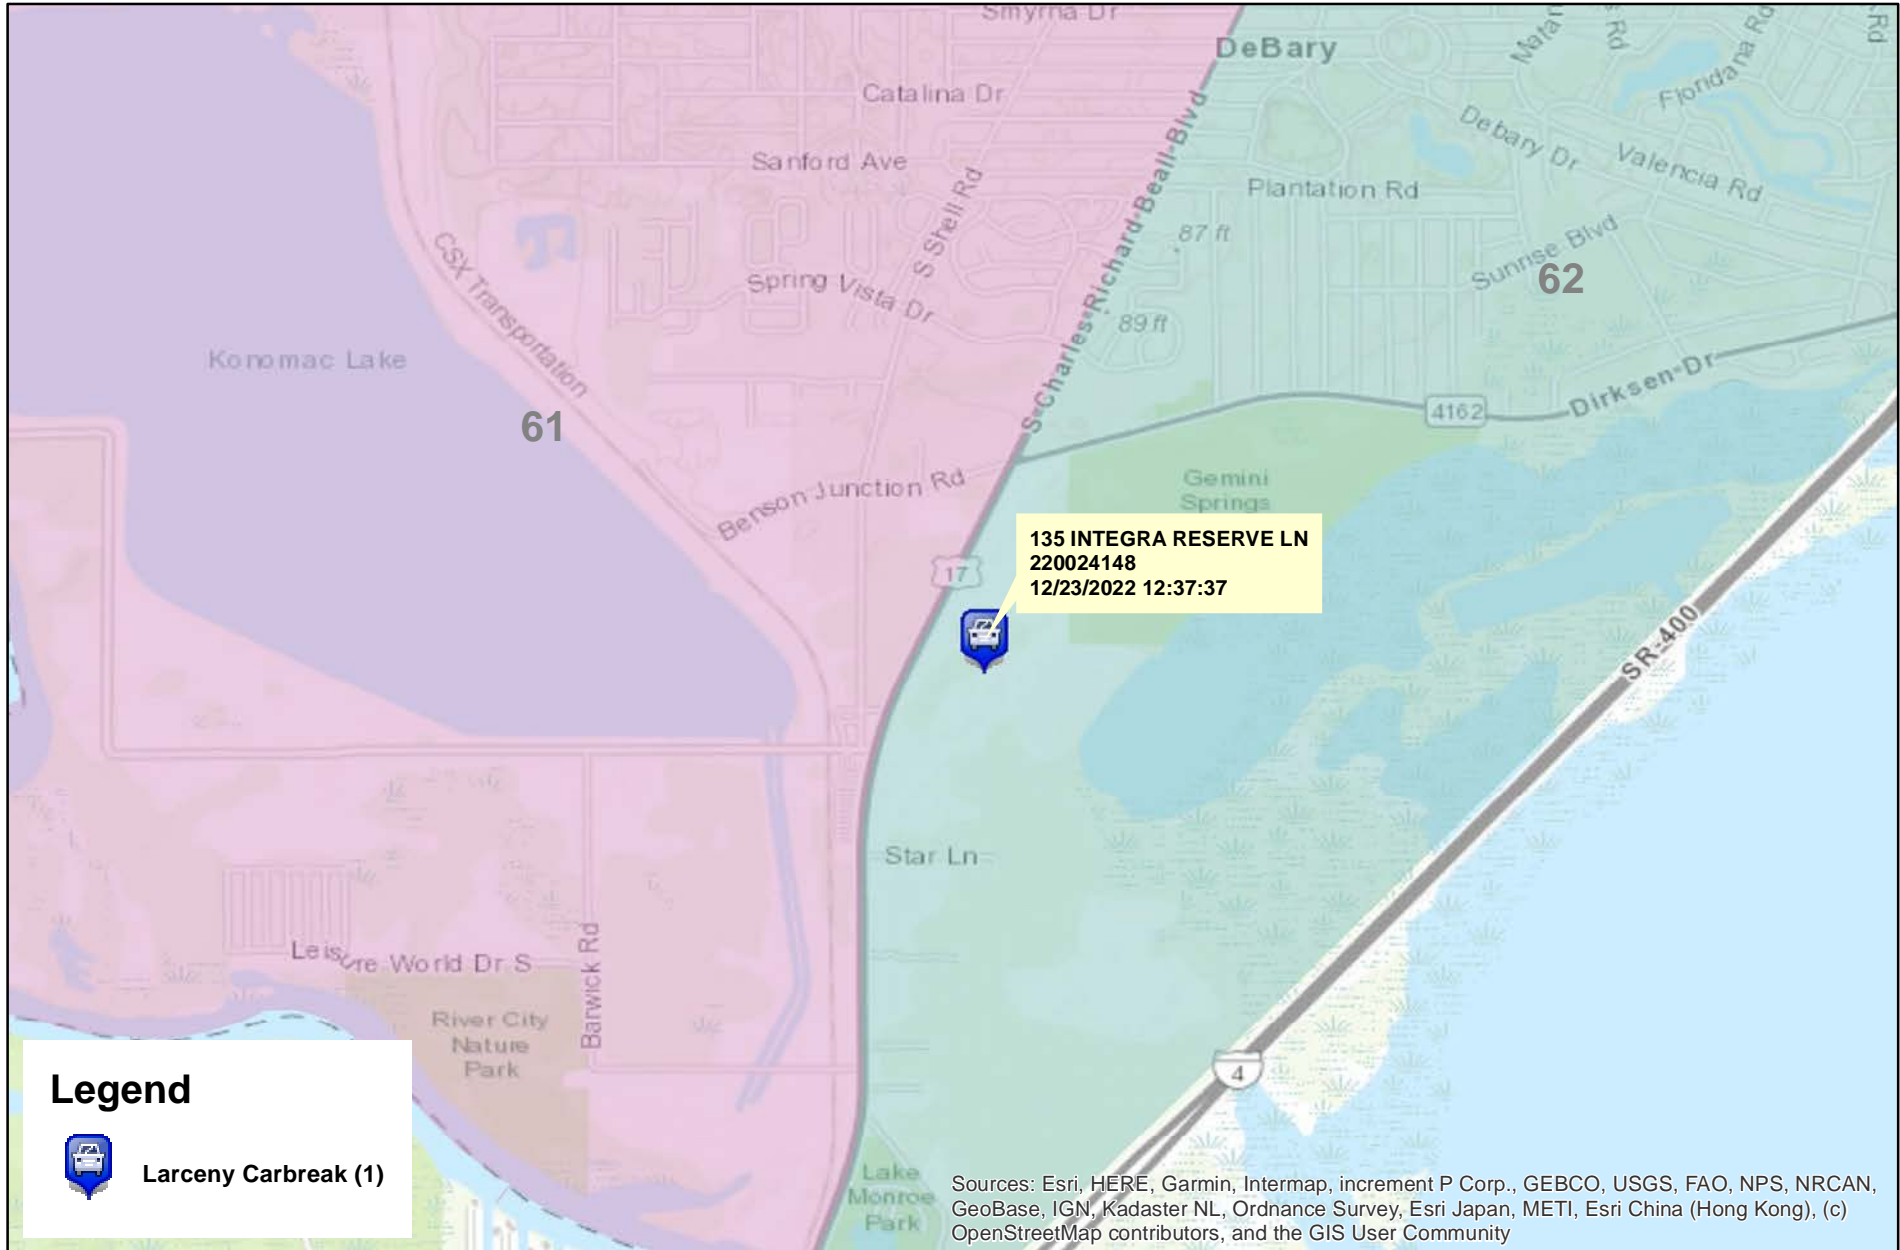 Smyrna Dr
DeBary
Matan
s Rd
Floridana Rd
Rd
Catalina Dr
Debary Dr
Valencia Rd
Sanford Ave
Plantation Rd
S Shell Rd
S-Charles-Richard-Beall-Blvd
87 ft
Sunrise Blvd
62
CSX Transportation
Spring Vista Dr
89 ft
Konomac Lake
61
Dirksen-Dr
4162
Benson Junction Rd
Gemini
Springs
135 INTEGRA RESERVE LN
220024148
12/23/2022 12:37:37
17
SR-400
Star Ln
Leisure World Dr S
Barwick Rd
River City
Nature
Park
4
Legend
Larceny Carbreak (1)
Lake
Monroe
Park
Sources: Esri, HERE, Garmin, Intermap, increment P Corp., GEBCO, USGS, FAO, NPS, NRCAN,
GeoBase, IGN, Kadaster NL, Ordnance Survey, Esri Japan, METI, Esri China (Hong Kong), (c)
OpenStreetMap contributors, and the GIS User Community